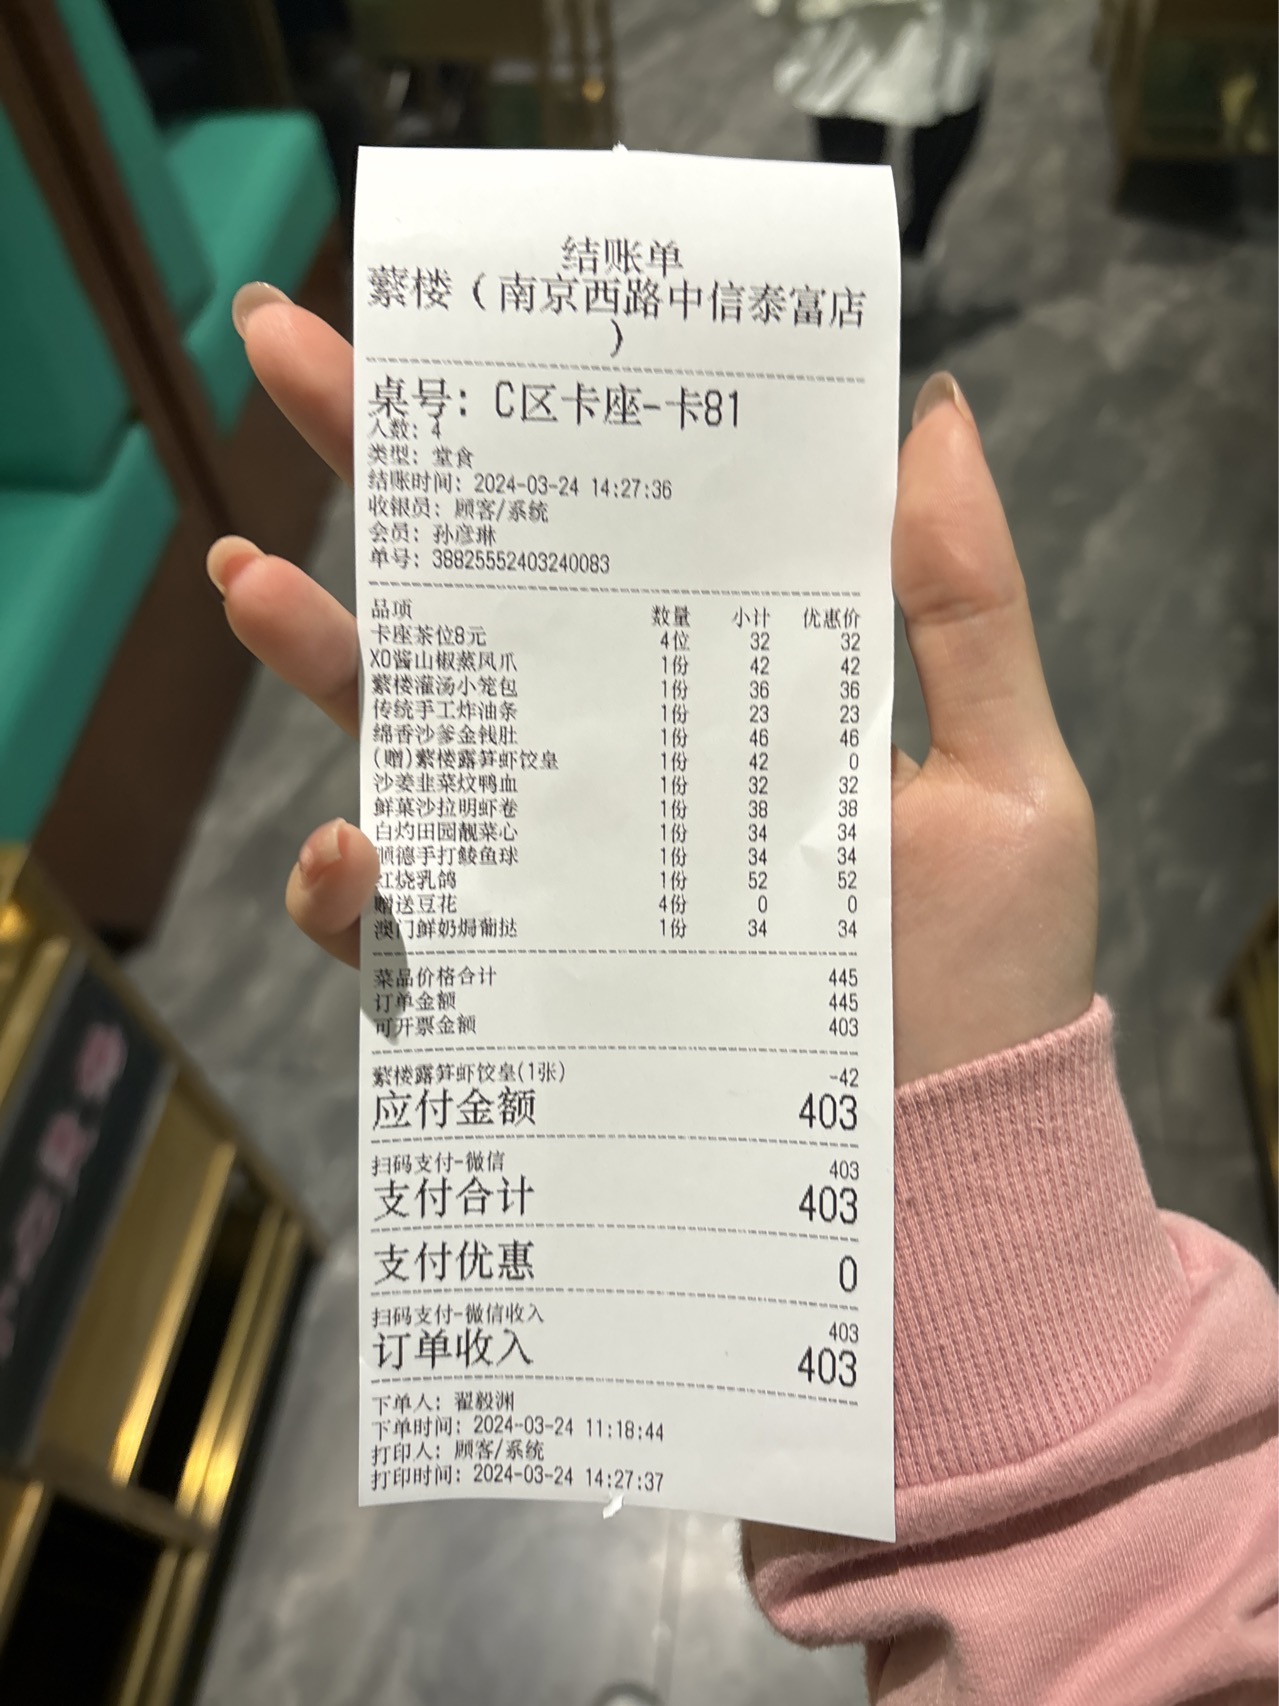 结账单
蘩楼（南京西路中信泰富店
）
桌号：C区卡座-卡81
人数：4
类型：堂食
结账时间：2024-03-24 14:27:36
收银员：顾客/系统
会员：孙彦琳
单号：38825552403240083
品项 数量 小计 优惠价
卡座茶位8元 4位 32 32
XO酱山椒蒸凤爪 1份 42 42
蘩楼灌汤小笼包 1份 36 36
传统手工炸油条 1份 23 23
绵香沙爹金钱肚 1份 46 46
(赠)蘩楼露笋虾饺皇 1份 42 0
沙姜韭菜炆鸭血 1份 32 32
鲜菓沙拉明虾卷 1份 38 38
白灼田园靓菜心 1份 34 34
顺德手打鲮鱼球 1份 34 34
红烧乳鸽 1份 52 52
赠送豆花 4份 0 0
澳门鲜奶焗葡挞 1份 34 34
菜品价格合计 445
订单金额 445
可开票金额 403
蘩楼露笋虾饺皇(1张) -42
应付金额 403
扫码支付-微信 403
支付合计 403
支付优惠 0
扫码支付-微信收入 403
订单收入 403
下单人：翟毅渊
下单时间：2024-03-24 11:18:44
打印人：顾客/系统
打印时间：2024-03-24 14:27:37